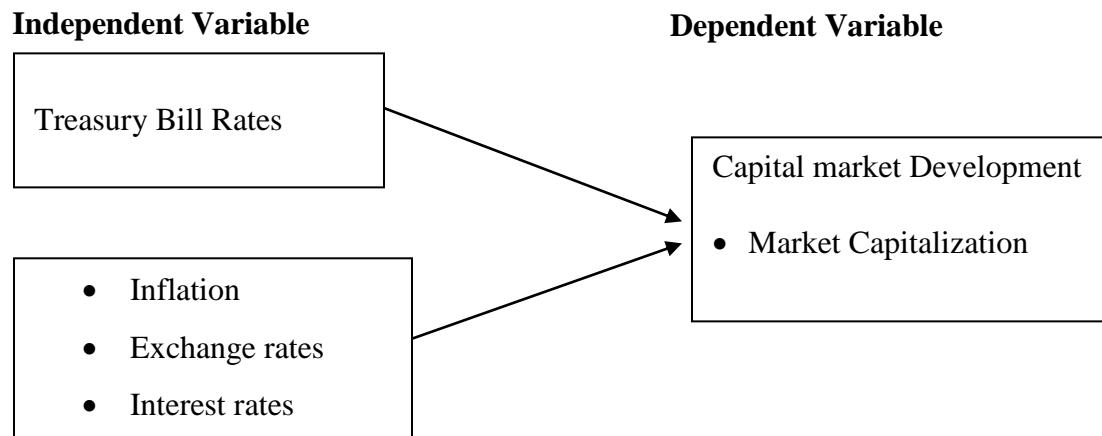 Independent Variable
Dependent Variable
Treasury Bill Rates
Capital market Development
• Market Capitalization
• Inflation
• Exchange rates
• Interest rates